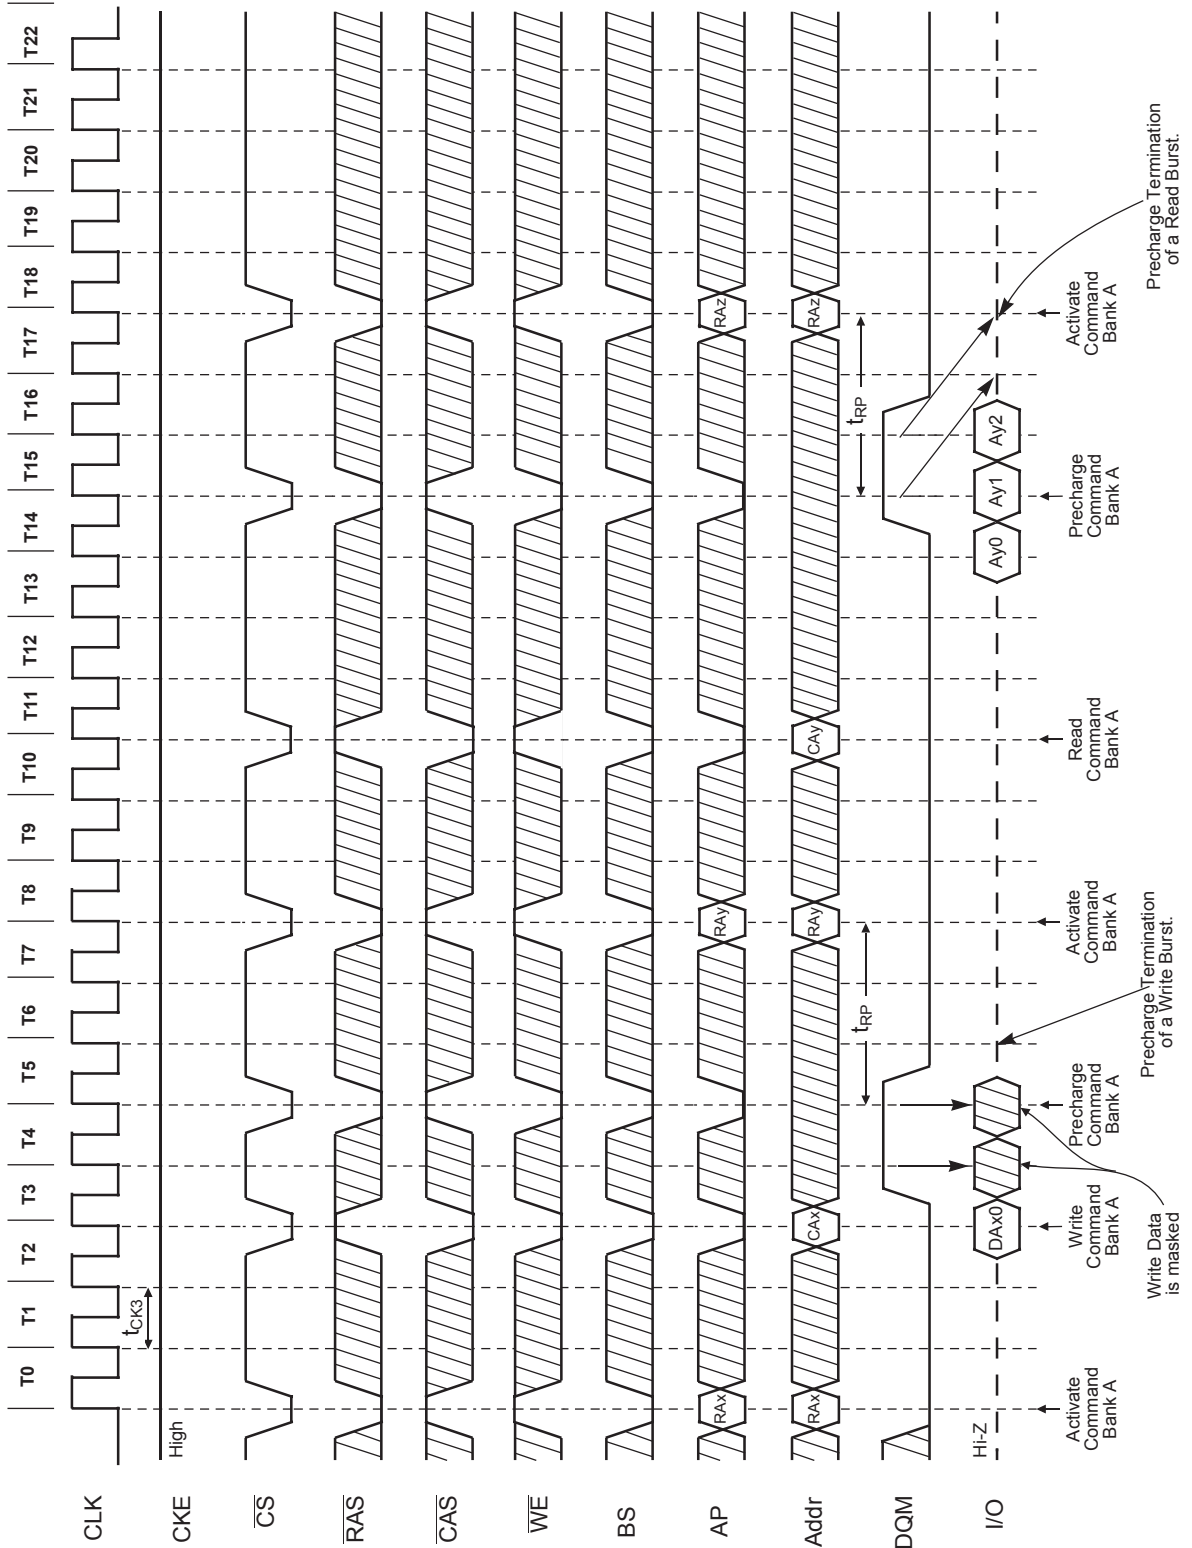 T0 T1 T2 T3 T4 T5 T6 T7 T8 T9 T10 T11 T12 T13 T14 T15 T16 T17 T18 T19 T20 T21 T22
CLK
tCK3
CKE
High
CS
RAS
CAS
WE
BS
AP
RAx
RAy
RAz
Addr
RAx
CAx
RAy
CAy
RAz
tRP
tRP
DQM
I/O
Hi-Z
DAx0
Ay0
Ay1
Ay2
Activate
Command
Bank A
Write
Command
Bank A
Precharge
Command
Bank A
Activate
Command
Bank A
Read
Command
Bank A
Precharge
Command
Bank A
Activate
Command
Bank A
Write Data
is masked
Precharge Termination
of a Write Burst.
Precharge Termination
of a Read Burst.